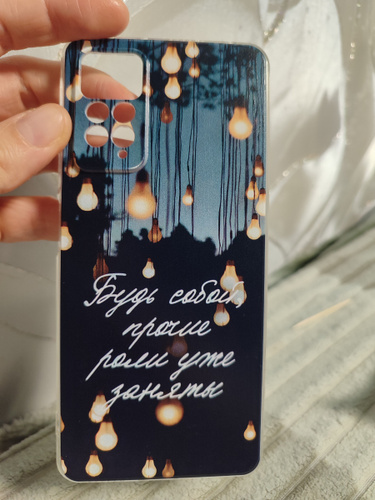 Будь собой,
прочие
роли уже
заняты